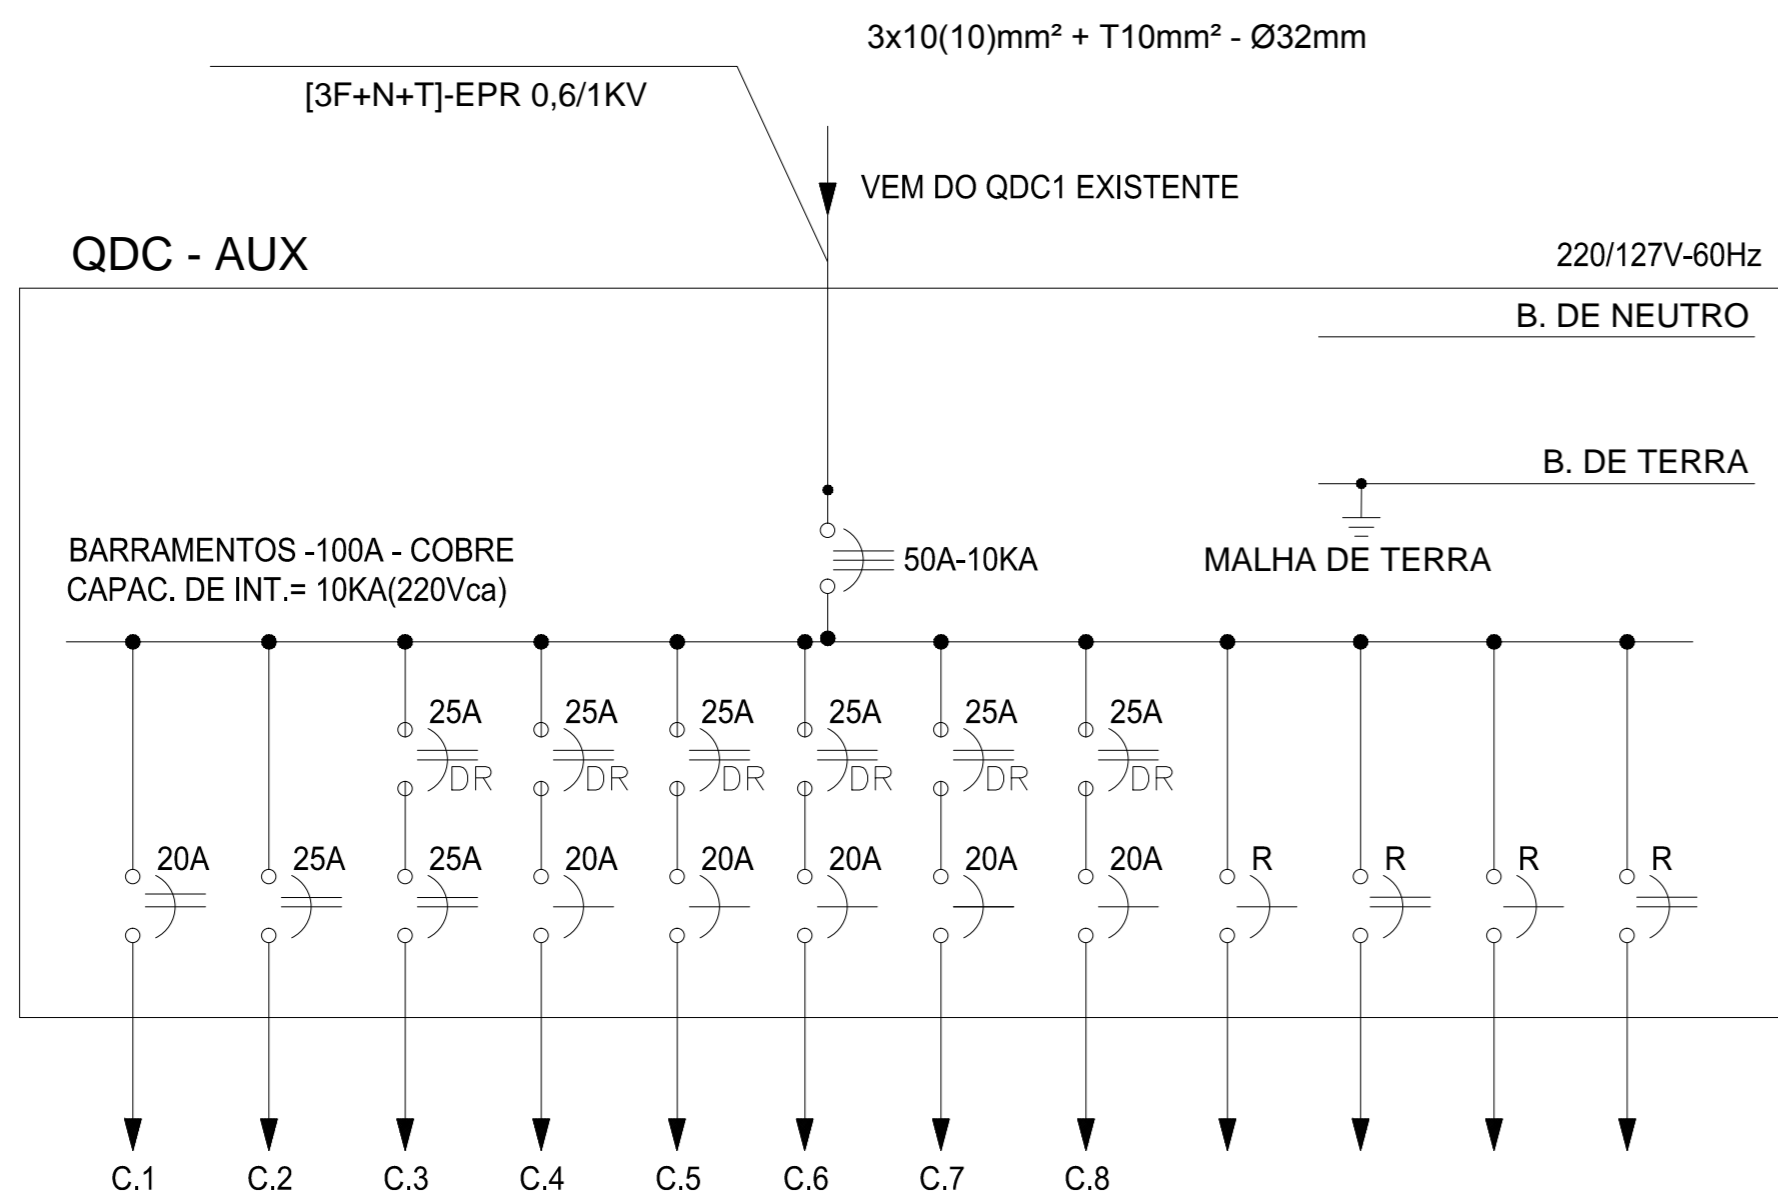 3x10(10)mm² + T10mm² - Ø32mm
[3F+N+T]-EPR 0,6/1KV
VEM DO QDC1 EXISTENTE
QDC - AUX
220/127V-60Hz
B. DE NEUTRO
B. DE TERRA
BARRAMENTOS -100A - COBRE
CAPAC. DE INT.= 10KA(220Vca)
50A-10KA
MALHA DE TERRA
25A 25A 25A 25A 25A 25A
DR DR DR DR DR DR
20A 25A 25A 20A 20A 20A 20A 20A R R R R
C.1 C.2 C.3 C.4 C.5 C.6 C.7 C.8